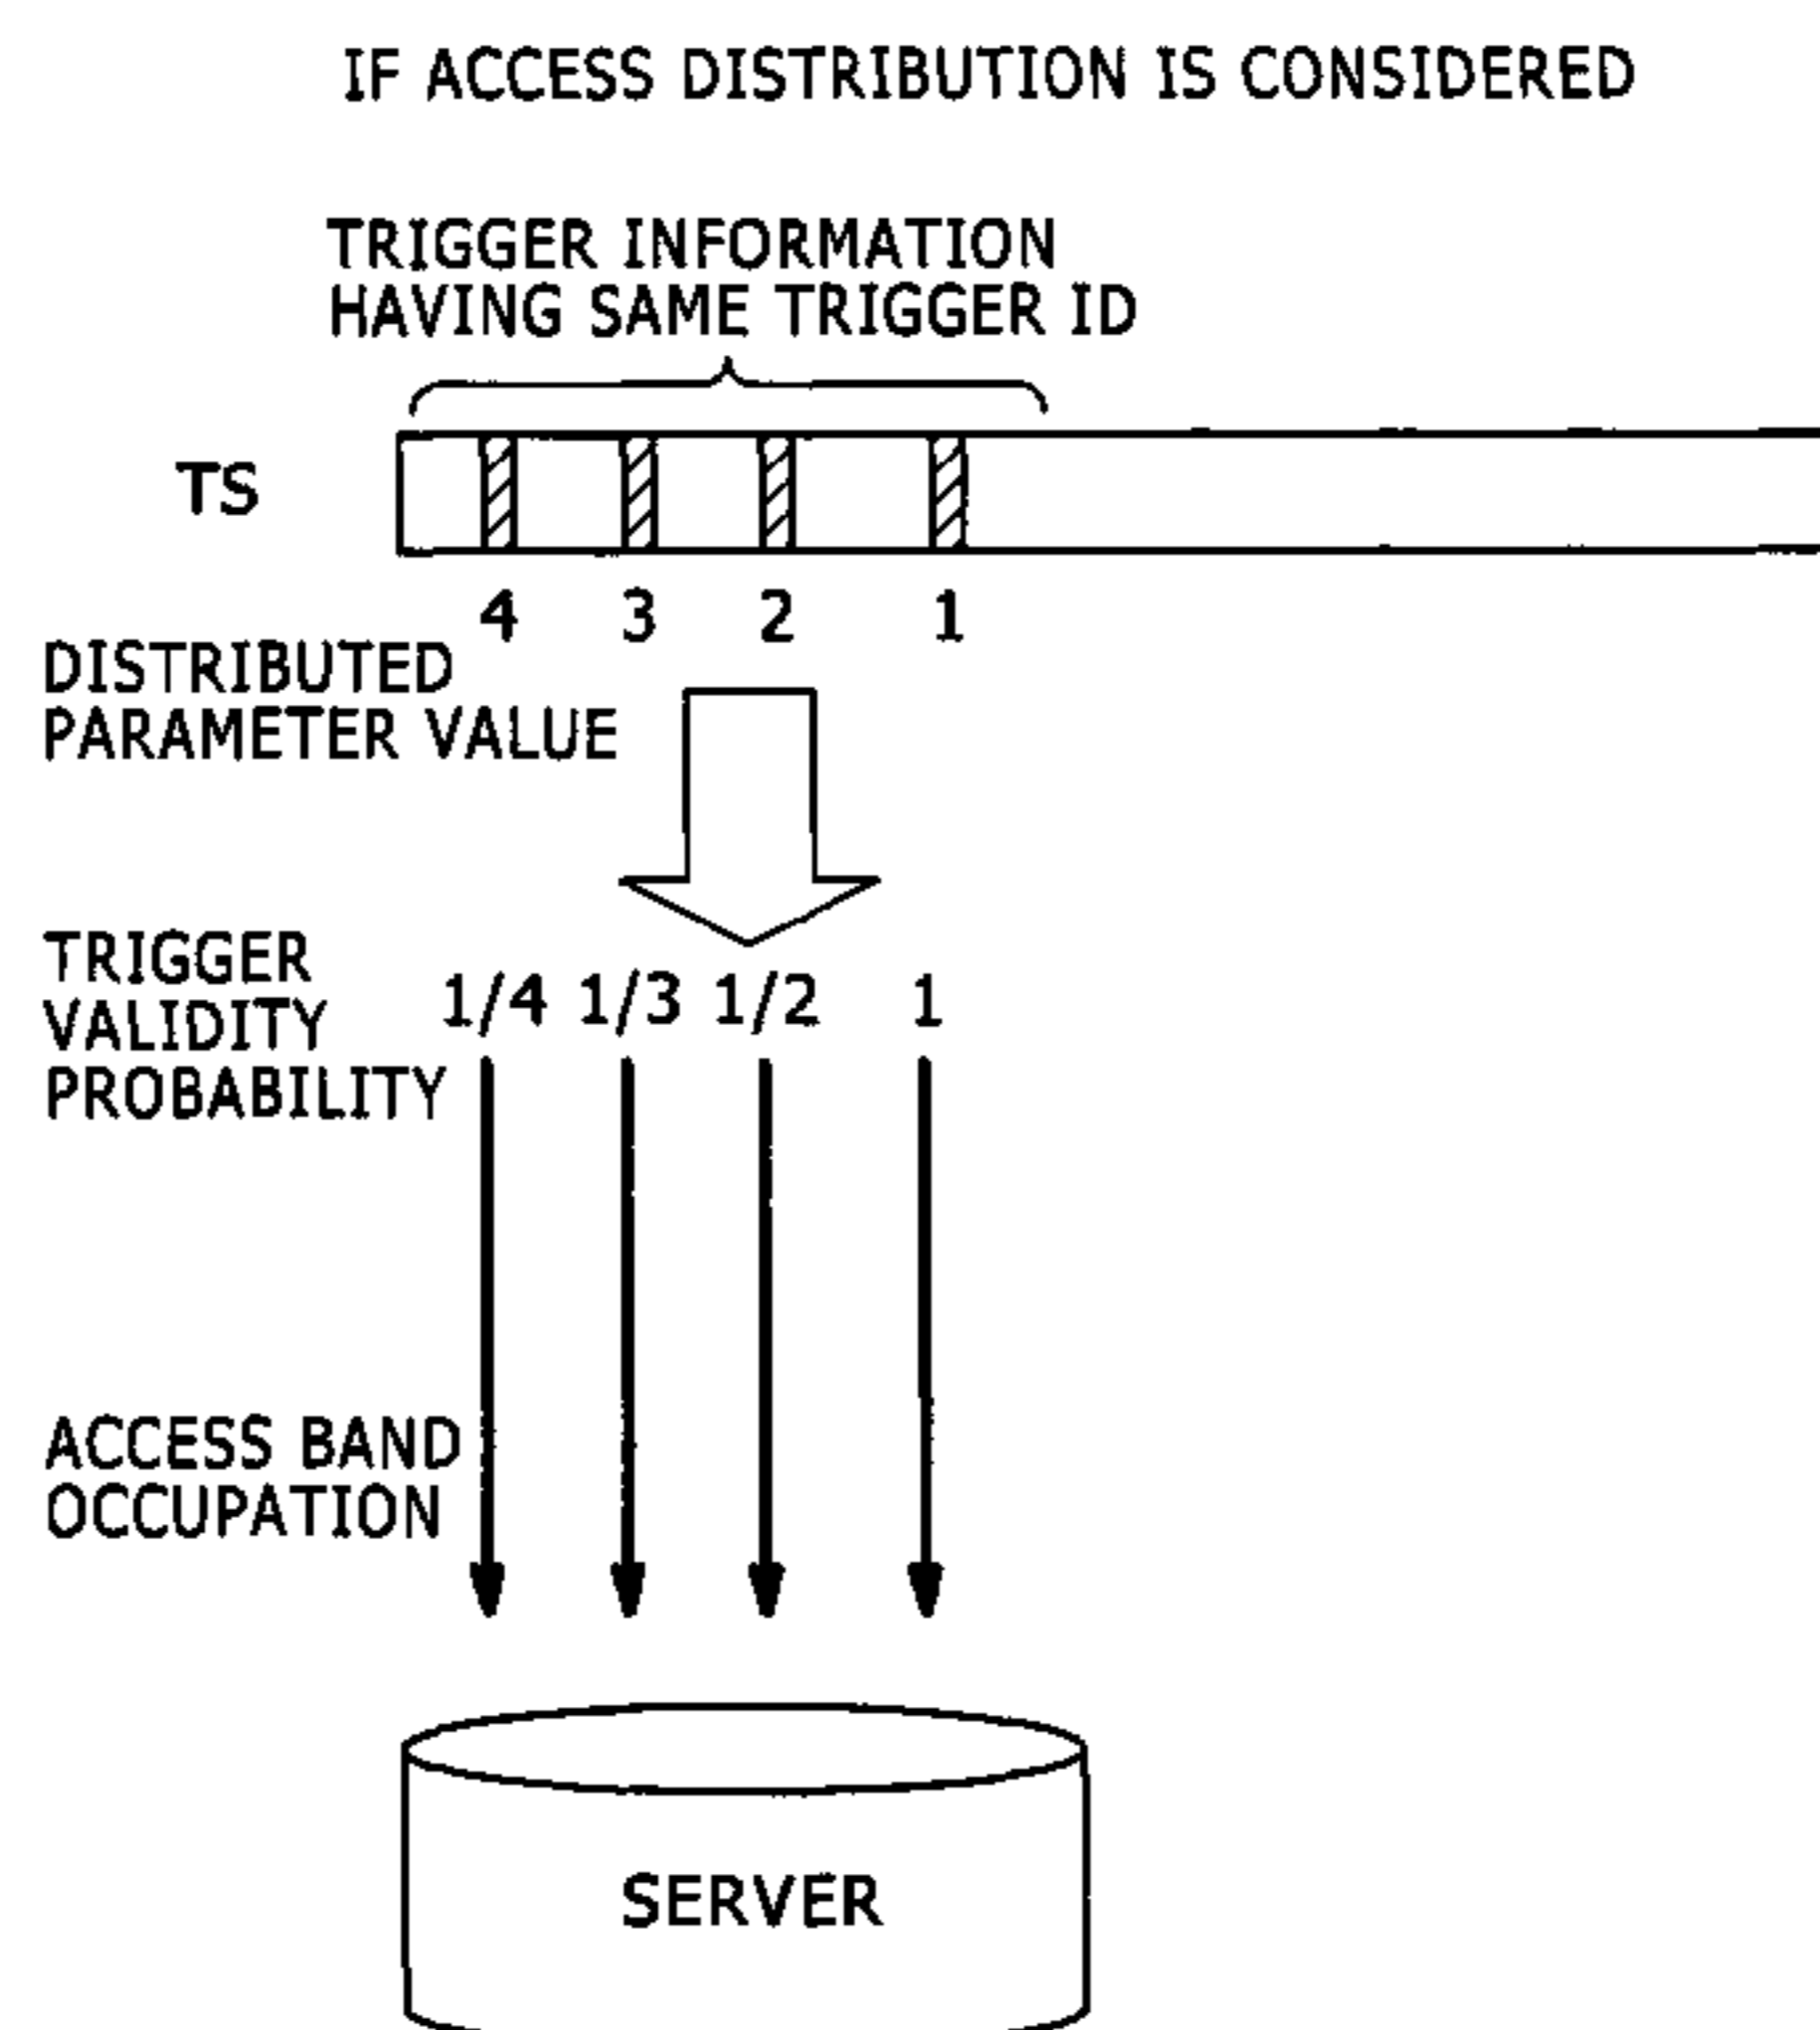 IF ACCESS DISTRIBUTION IS CONSIDERED
TRIGGER INFORMATION
HAVING SAME TRIGGER ID
TS
4 3 2 1
DISTRIBUTED
PARAMETER VALUE
TRIGGER
VALIDITY
PROBABILITY
1/4 1/3 1/2 1
ACCESS BAND
OCCUPATION
SERVER